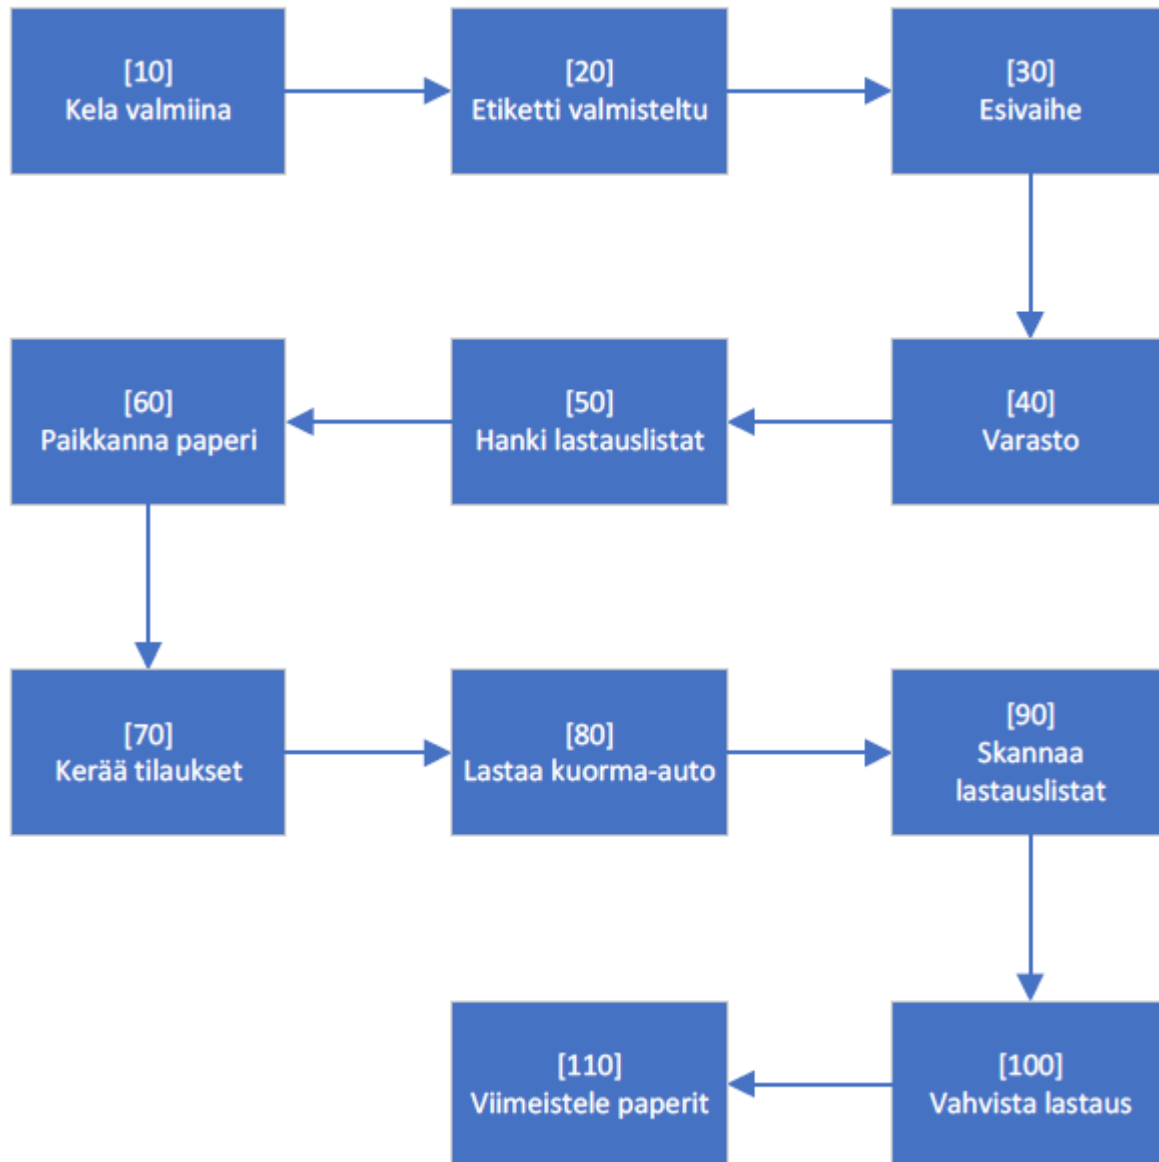 [10]
Kela valmiina
[20]
Etiketti valmisteltu
[30]
Esivaihe
[40]
Varasto
[50]
Hanki lastauslistat
[60]
Paikkanna paperi
[70]
Kerää tilaukset
[80]
Lastaa kuorma-auto
[90]
Skannaa
lastauslistat
[100]
Vahvista lastaus
[110]
Viimeistele paperit